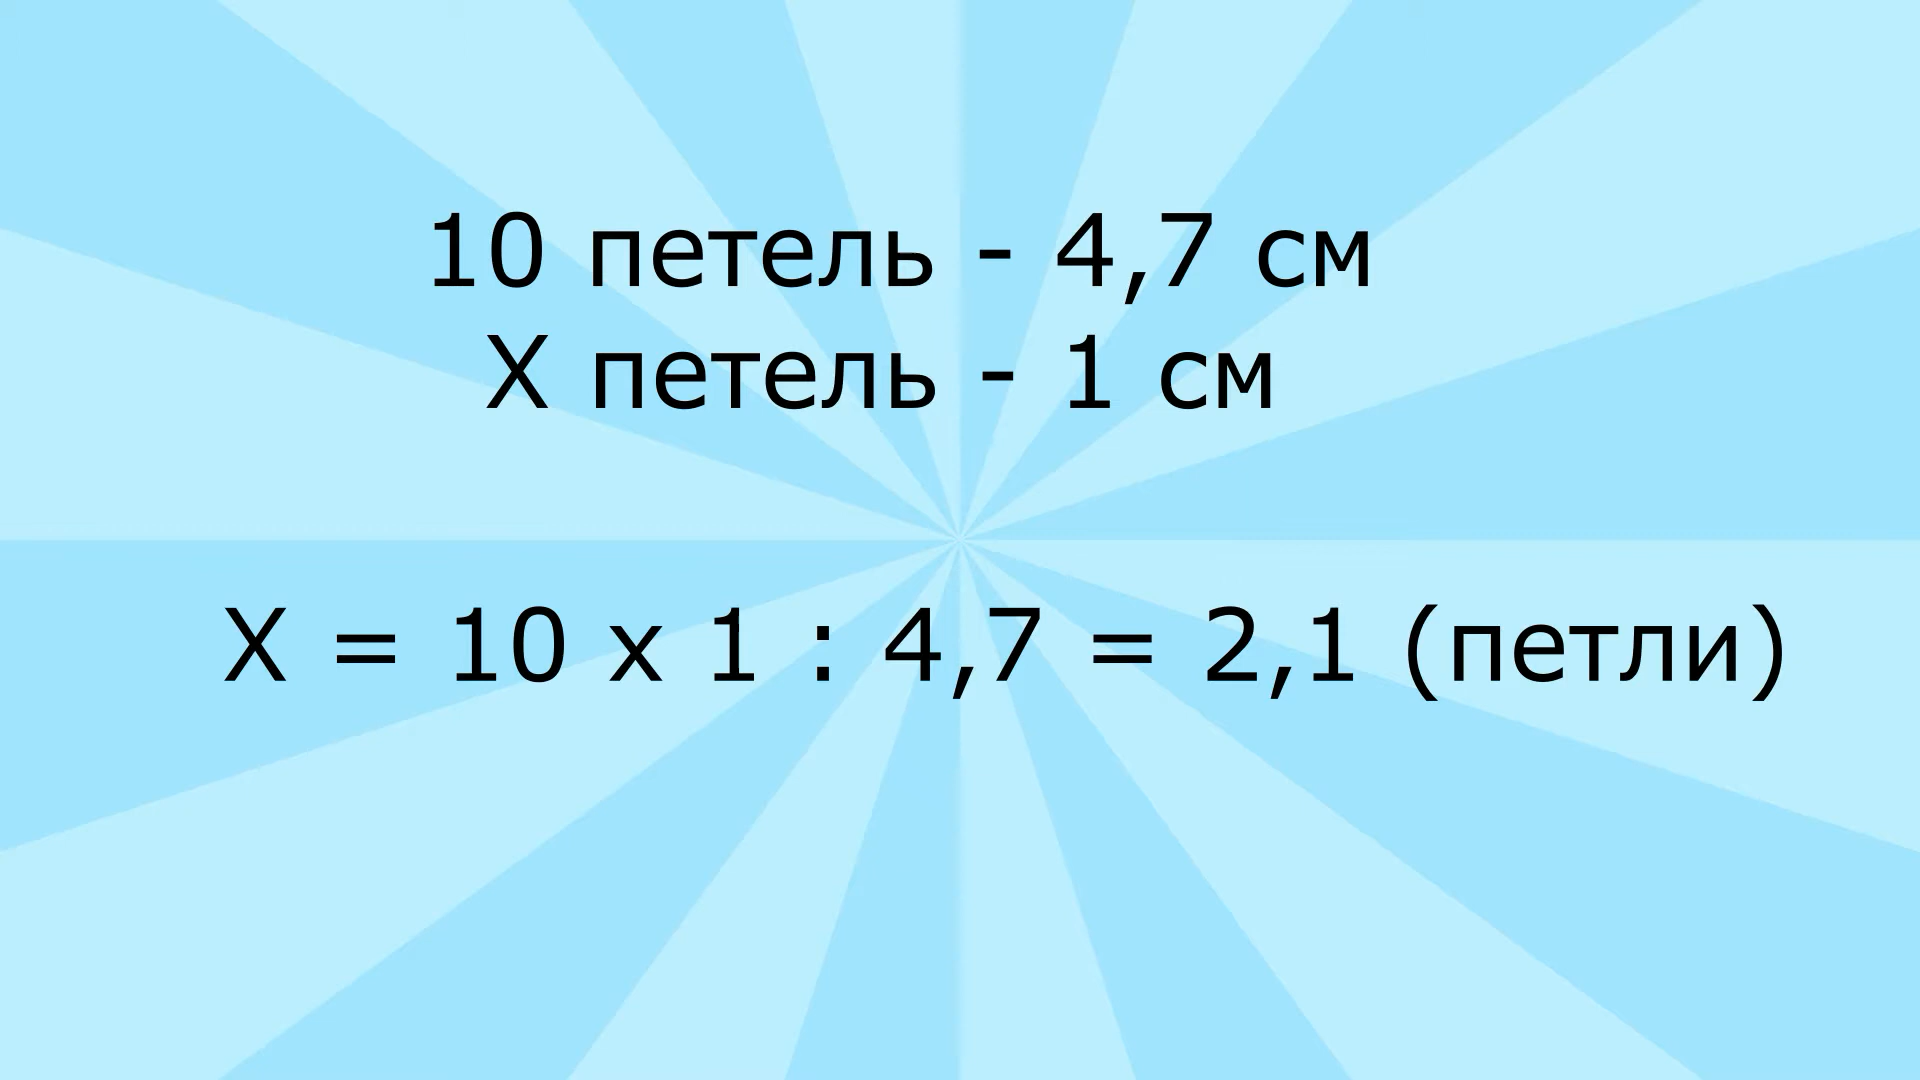 10 петель - 4,7 см
Х петель - 1 см
Х = 10 х 1 : 4,7 = 2,1 (петли)